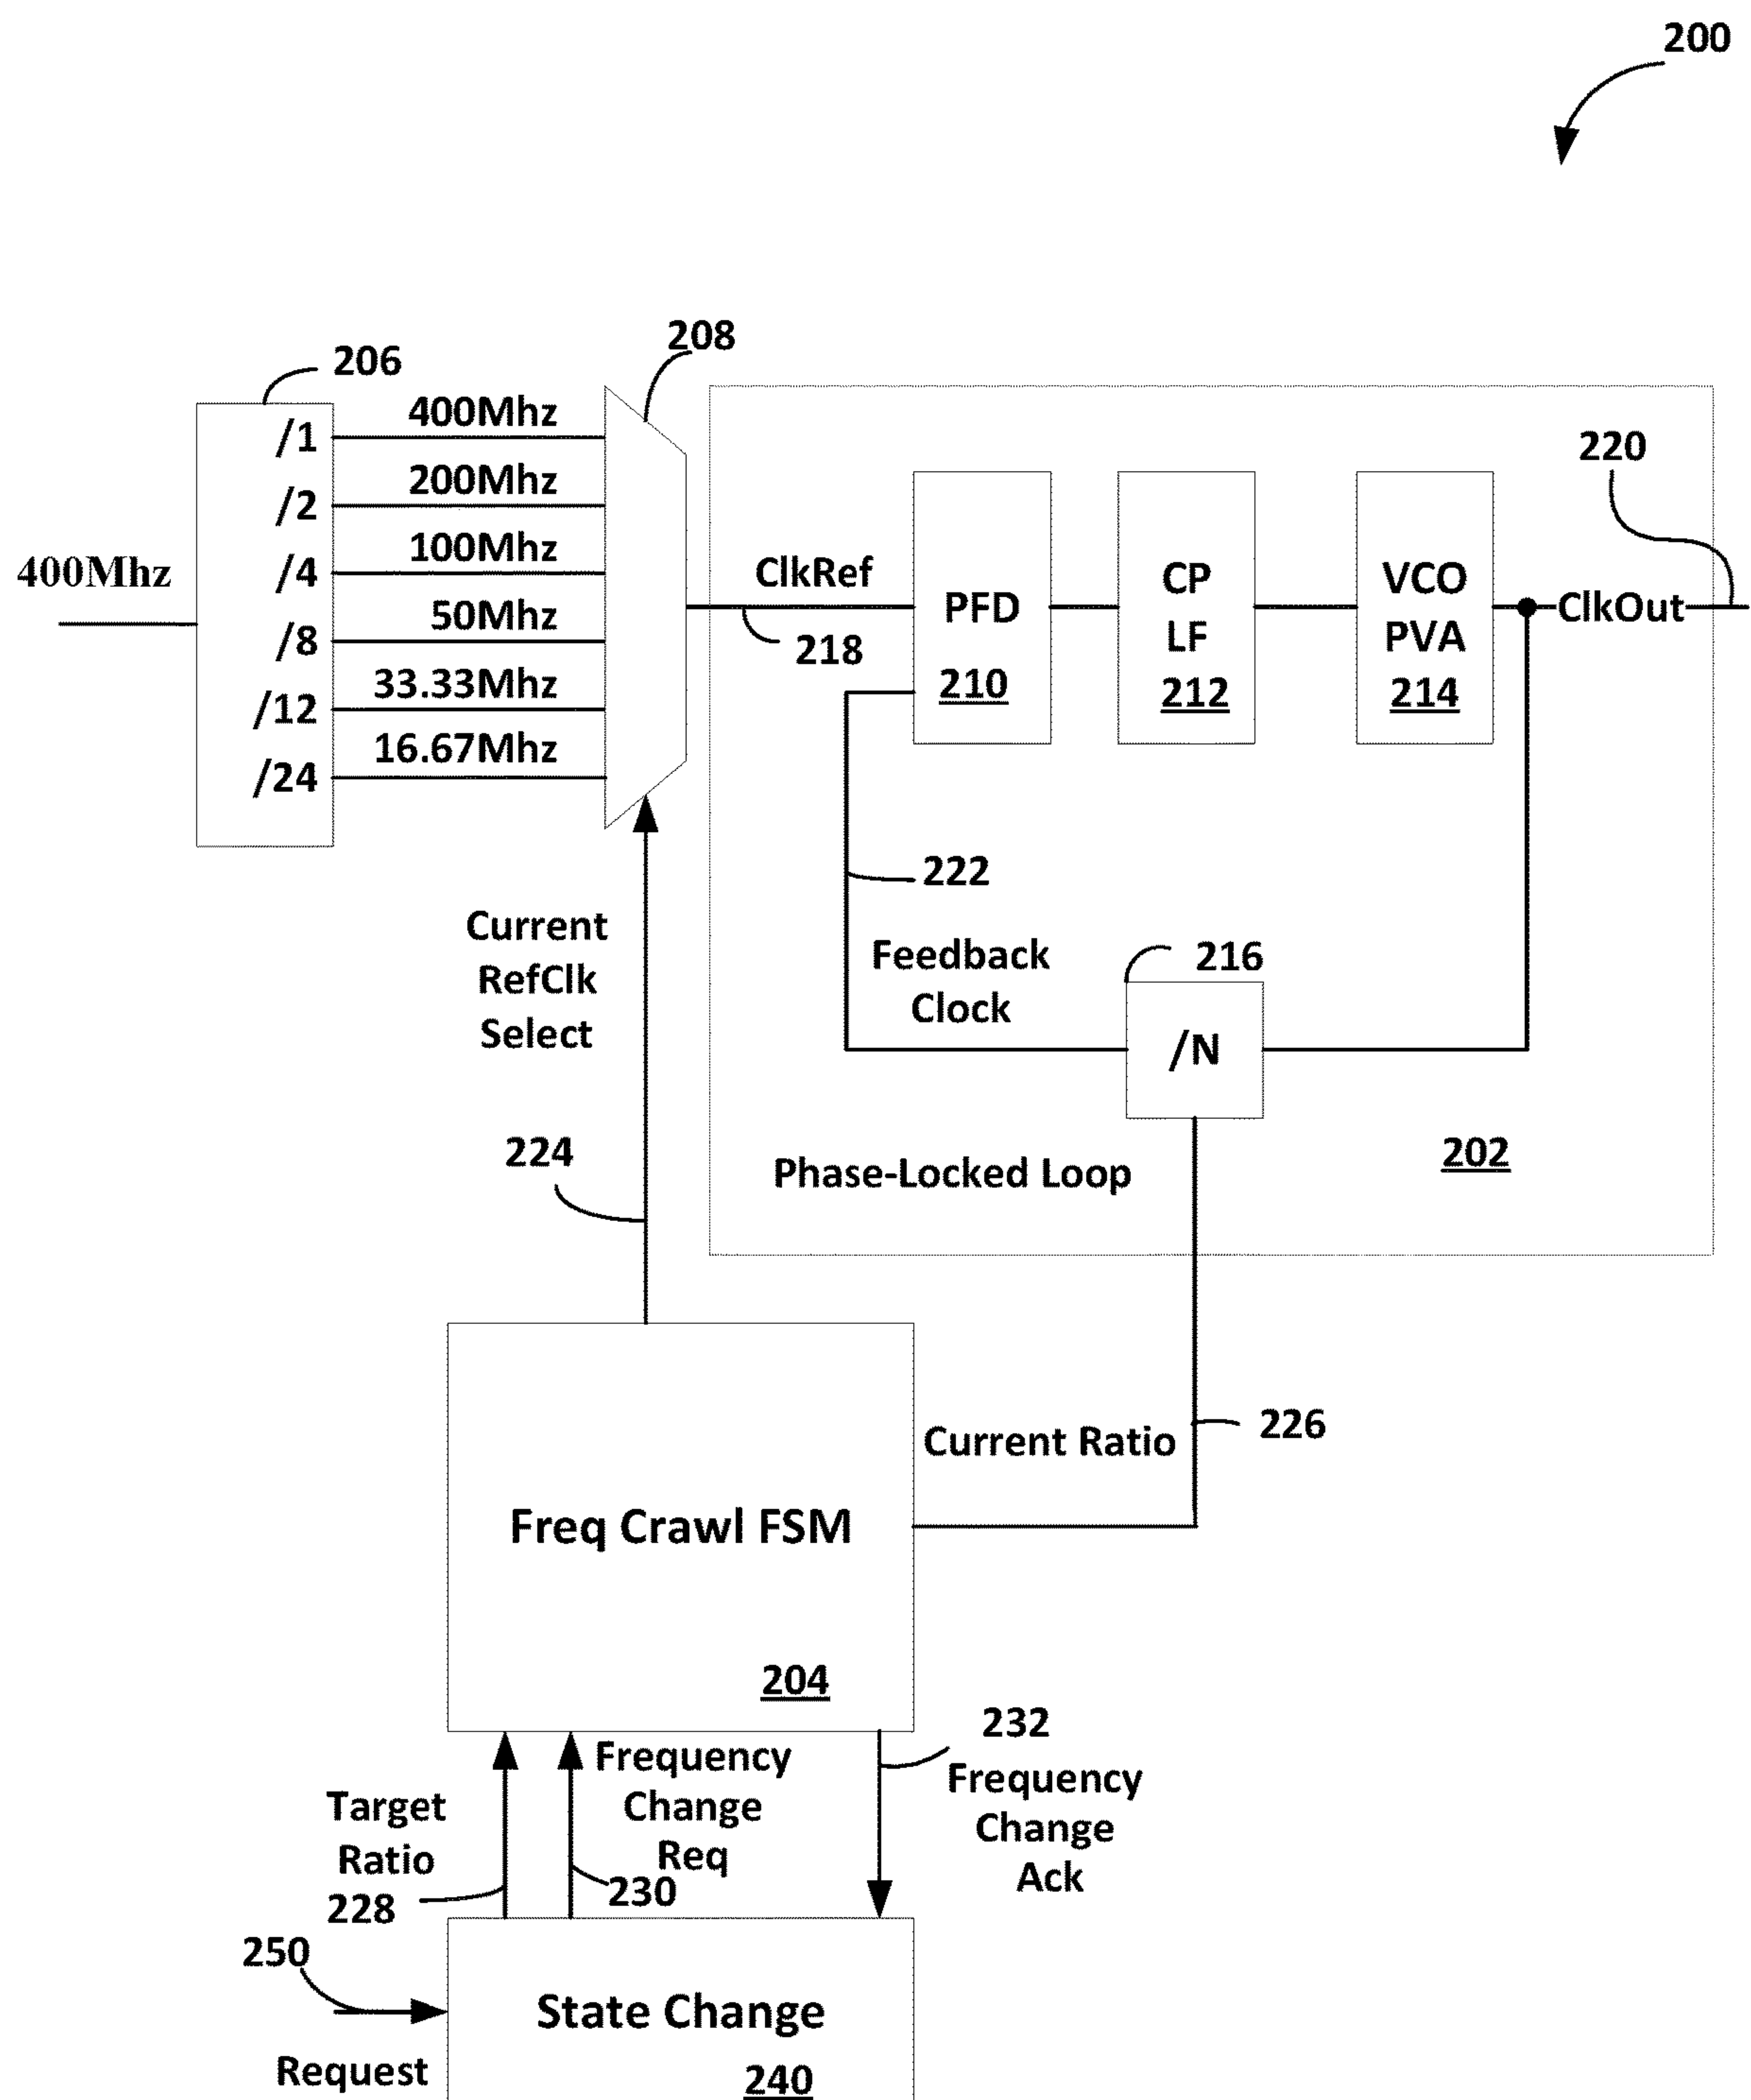 200
206
208
/1
400Mhz
/2
200Mhz
/4
100Mhz
400Mhz
/8
50Mhz
/12
33.33Mhz
/24
16.67Mhz
ClkRef
218
PFD
210
CP
LF
212
VCO
PVA
214
220
ClkOut
222
Feedback
Clock
216
/N
Current
RefClk
Select
224
Phase-Locked Loop
202
Current Ratio
226
Freq Crawl FSM
204
Target
Ratio
228
Frequency
Change
Req
230
232
Frequency
Change
Ack
250
Request
State Change
240